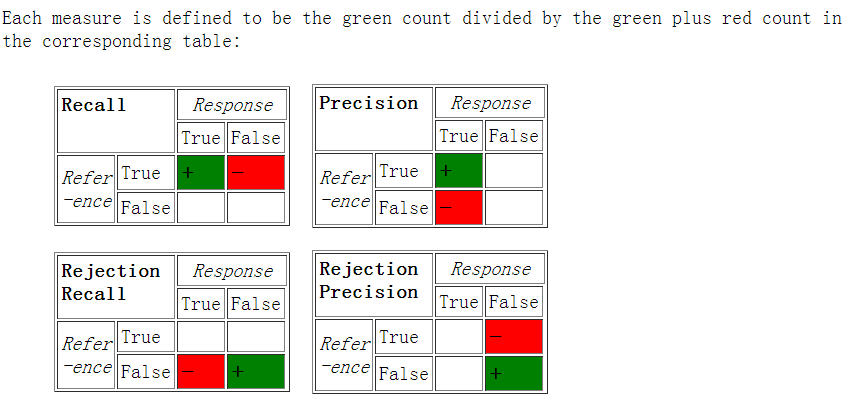 Each measure is defined to be the green count divided by the green plus red count in
the corresponding table:
Recall Response
True False
Refer
-ence True + -
False
Precision Response
True False
Refer
-ence True +
False -
Rejection
Recall Response
True False
Refer
-ence True
False - +
Rejection
Precision Response
True False
Refer
-ence True -
False +